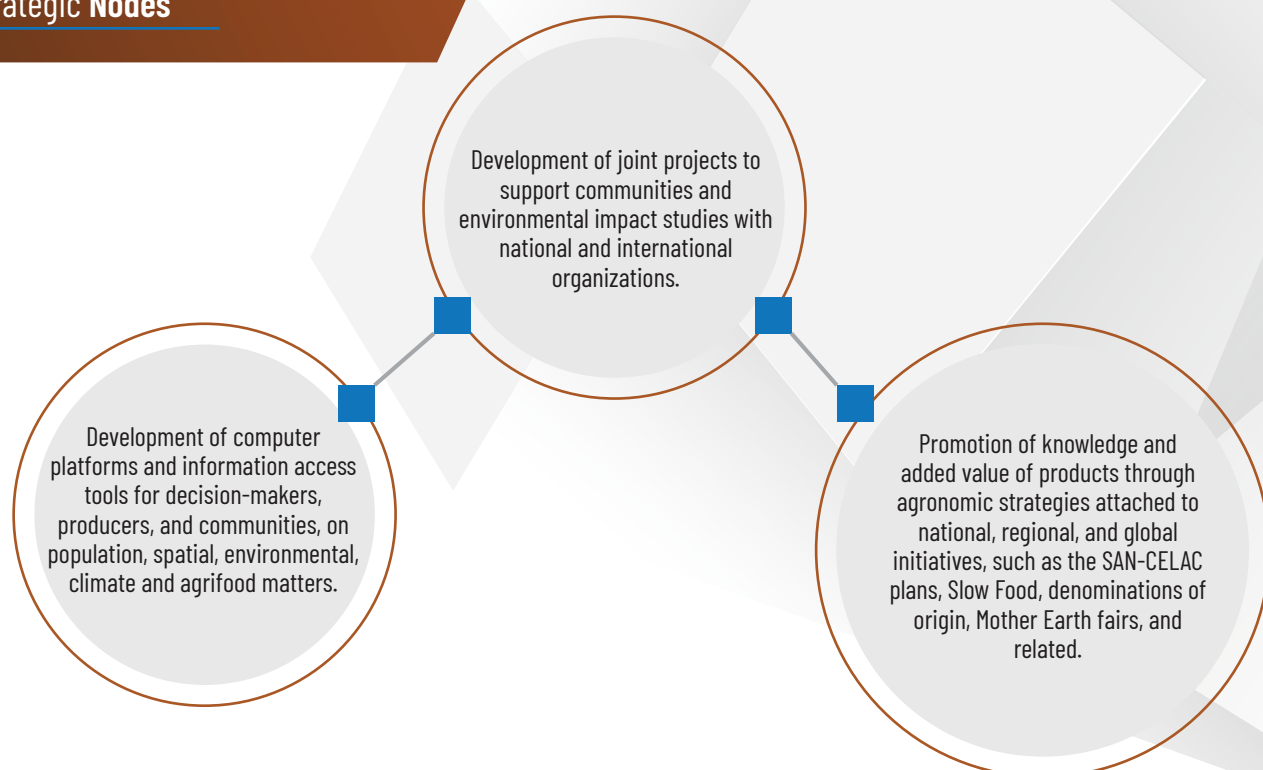 rategic Nodes
Development of joint projects to
support communities and
environmental impact studies with
national and international
organizations.
Development of computer
platforms and information access
tools for decision-makers,
producers, and communities, on
population, spatial, environmental,
climate and agrifood matters.
Promotion of knowledge and
added value of products through
agronomic strategies attached to
national, regional, and global
initiatives, such as the SAN-CELAC
plans, Slow Food, denominations of
origin, Mother Earth fairs, and
related.